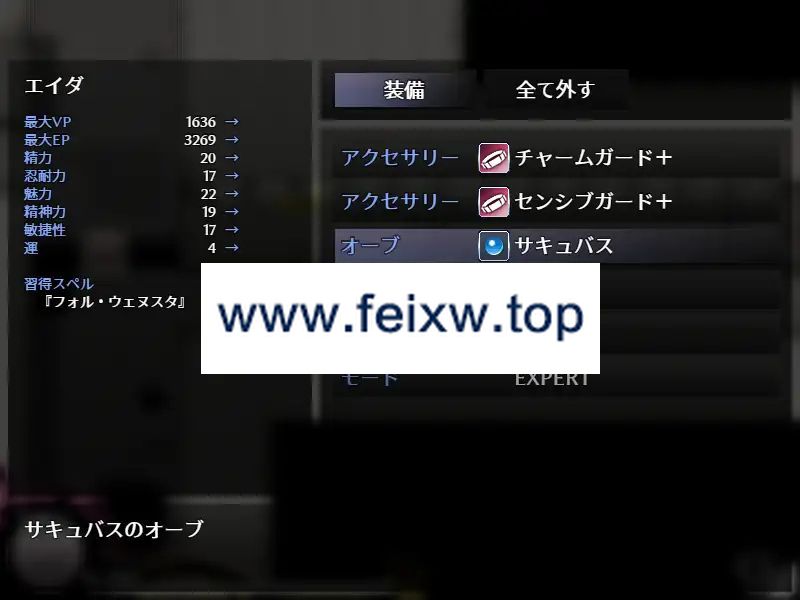 エイダ
最大VP 1636 →
最大EP 3269 →
精力 20 →
忍耐力 17 →
魅力 22 →
精神力 19 →
敏捷性 17 →
運 4 →
習得スペル
『フォル・ウェヌスタ』
装備 全て外す
アクセサリー チャームガード＋
アクセサリー センシブガード＋
オーブ サキュバス
www.feixw.top
モード EXPERT
サキュバスのオーブ